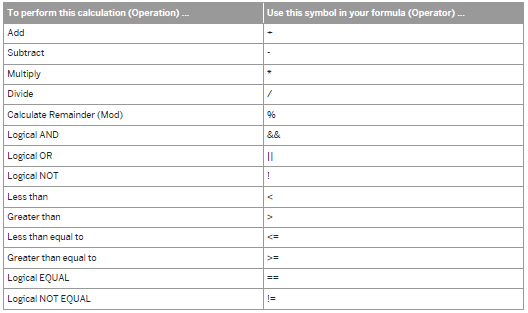 To perform this calculation (Operation) ... Use this symbol in your formula (Operator) ...
Add +
Subtract -
Multiply *
Divide /
Calculate Remainder (Mod) %
Logical AND &&
Logical OR ||
Logical NOT !
Less than <
Greater than >
Less than equal to <=
Greater than equal to >=
Logical EQUAL ==
Logical NOT EQUAL !=